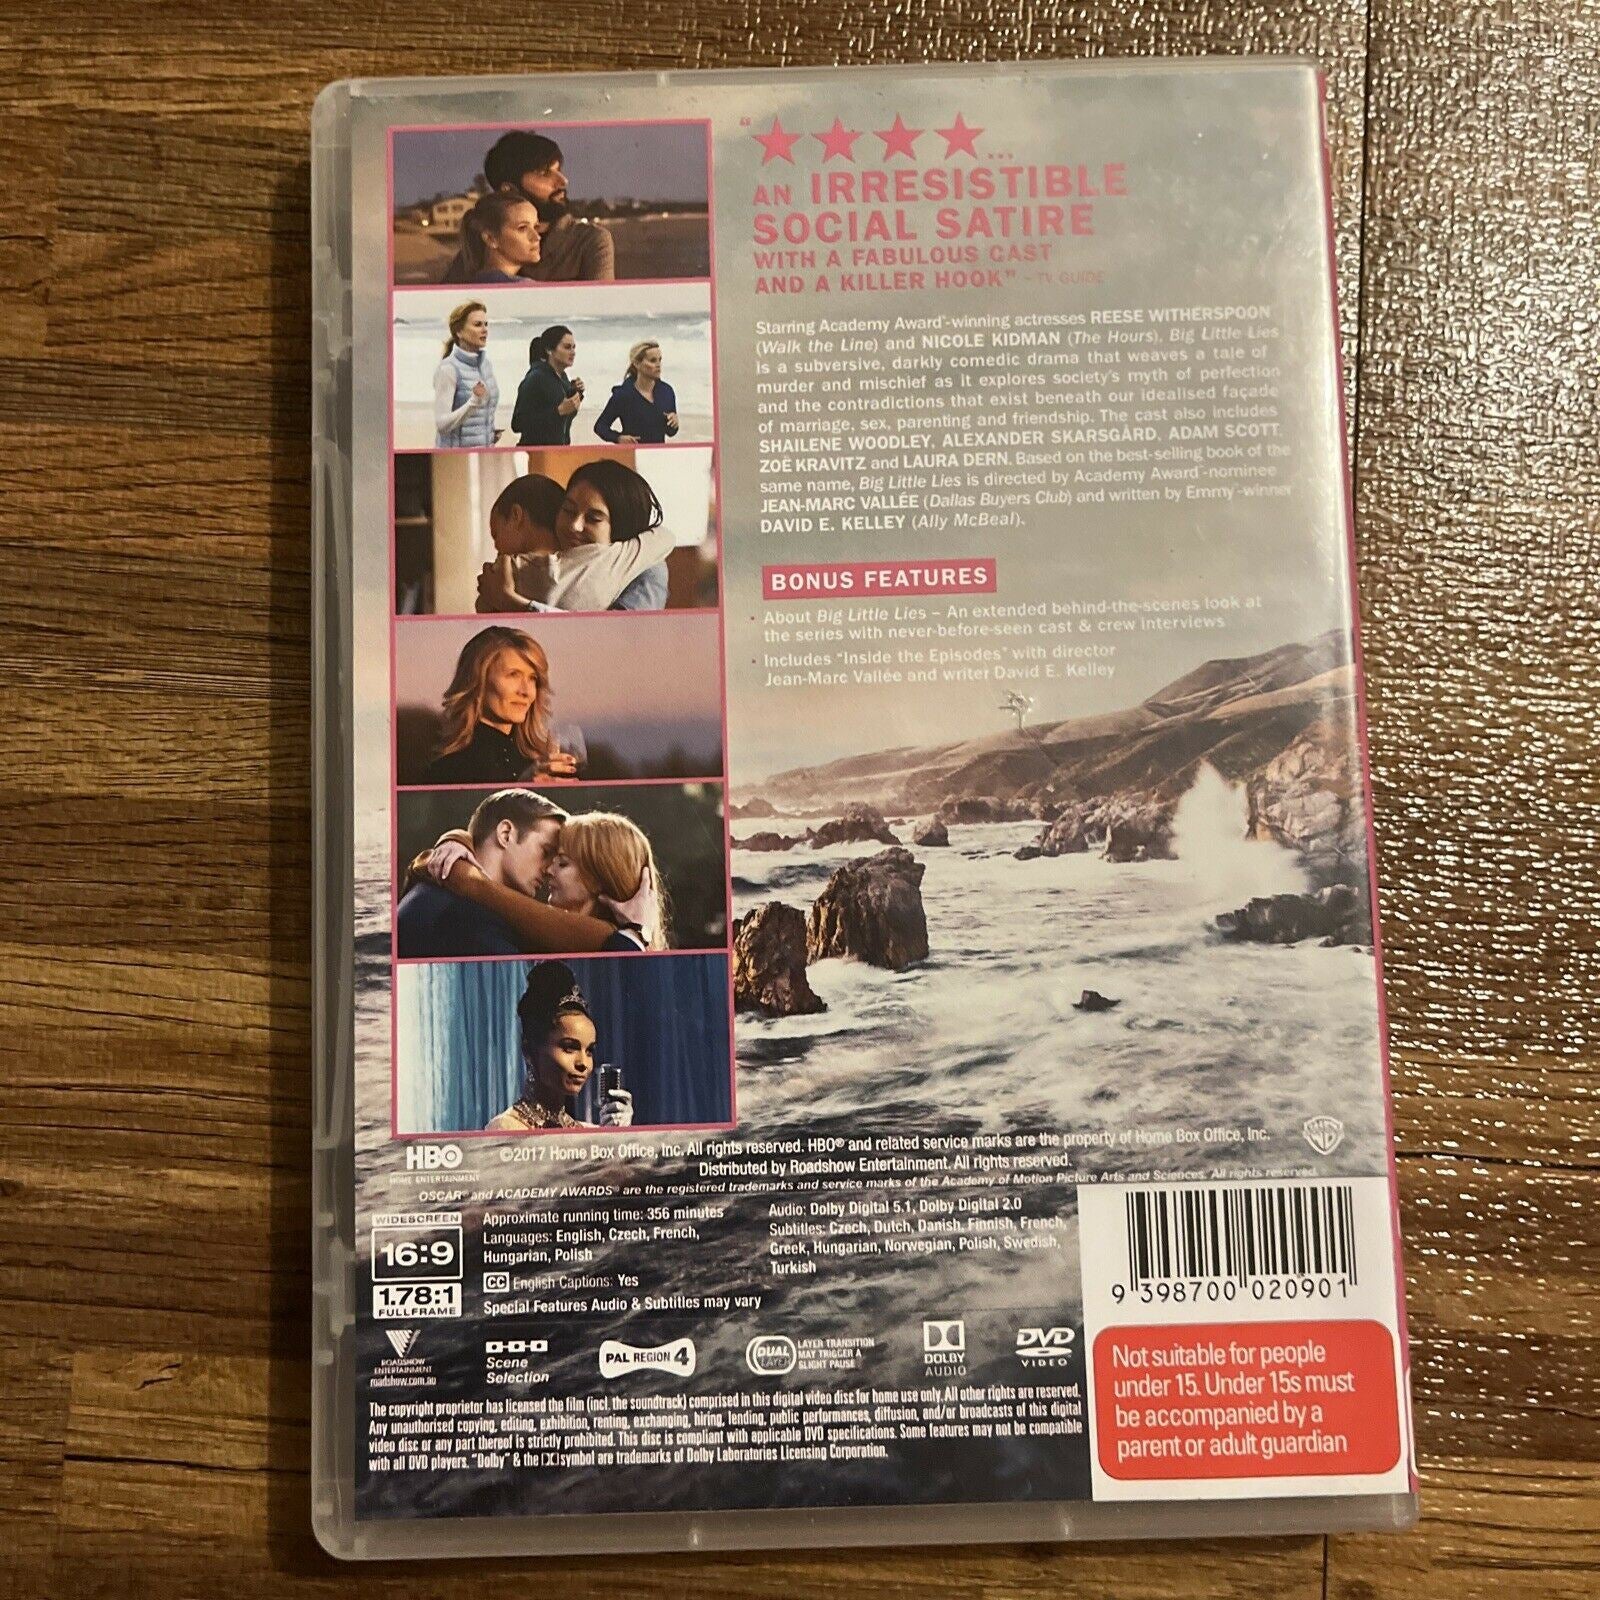 “★★★★...
AN IRRESISTIBLE
SOCIAL SATIRE
WITH A FABULOUS CAST
AND A KILLER HOOK” – TV GUIDE
Starring Academy Award™-winning actresses REESE WITHERSPOON
(Walk the Line) and NICOLE KIDMAN (The Hours), Big Little Lies
is a subversive, darkly comedic drama that weaves a tale of
murder and mischief as it explores society's myth of perfection
and the contradictions that exist beneath our idealised façade
of marriage, sex, parenting and friendship. The cast also includes
SHAILENE WOODLEY, ALEXANDER SKARSGÅRD, ADAM SCOTT,
ZOË KRAVITZ and LAURA DERN. Based on the best-selling book of the
same name, Big Little Lies is directed by Academy Award™-nominee
JEAN-MARC VALLÉE (Dallas Buyers Club) and written by Emmy®-winner
DAVID E. KELLEY (Ally McBeal).
BONUS FEATURES
· About Big Little Lies – An extended behind-the-scenes look at
the series with never-before-seen cast & crew interviews
· Includes "Inside the Episodes" with director
Jean-Marc Vallée and writer David E. Kelley
HBO
HOME ENTERTAINMENT
©2017 Home Box Office, Inc. All rights reserved. HBO® and related service marks are the property of Home Box Office, Inc.
Distributed by Roadshow Entertainment. All rights reserved.
OSCAR® and ACADEMY AWARDS® are the registered trademarks and service marks of the Academy of Motion Picture Arts and Sciences. All rights reserved.
WB
WIDESCREEN
16:9
1.78:1
FULLFRAME
Approximate running time: 356 minutes
Languages: English, Czech, French,
Hungarian, Polish
CC English Captions: Yes
Special Features Audio & Subtitles may vary
Audio: Dolby Digital 5.1, Dolby Digital 2.0
Subtitles: Czech, Dutch, Danish, Finnish, French,
Greek, Hungarian, Norwegian, Polish, Swedish,
Turkish
9 398700 020901
ROADSHOW
ENTERTAINMENT
roadshow.com.au
Scene
Selection
PAL REGION 4
DUAL
LAYER
LAYER TRANSITION
MAY TRIGGER A
SLIGHT PAUSE
DOLBY
AUDIO
DVD
VIDEO
The copyright proprietor has licensed the film (incl. the soundtrack) comprised in this digital video disc for home use only. All other rights are reserved.
Any unauthorised copying, editing, exhibition, renting, exchanging, hiring, lending, public performances, diffusion, and/or broadcasts of this digital
video disc or any part thereof is strictly prohibited. This disc is compliant with applicable DVD specifications. Some features may not be compatible
with all DVD players. "Dolby" & the DD symbol are trademarks of Dolby Laboratories Licensing Corporation.
Not suitable for people
under 15. Under 15s must
be accompanied by a
parent or adult guardian